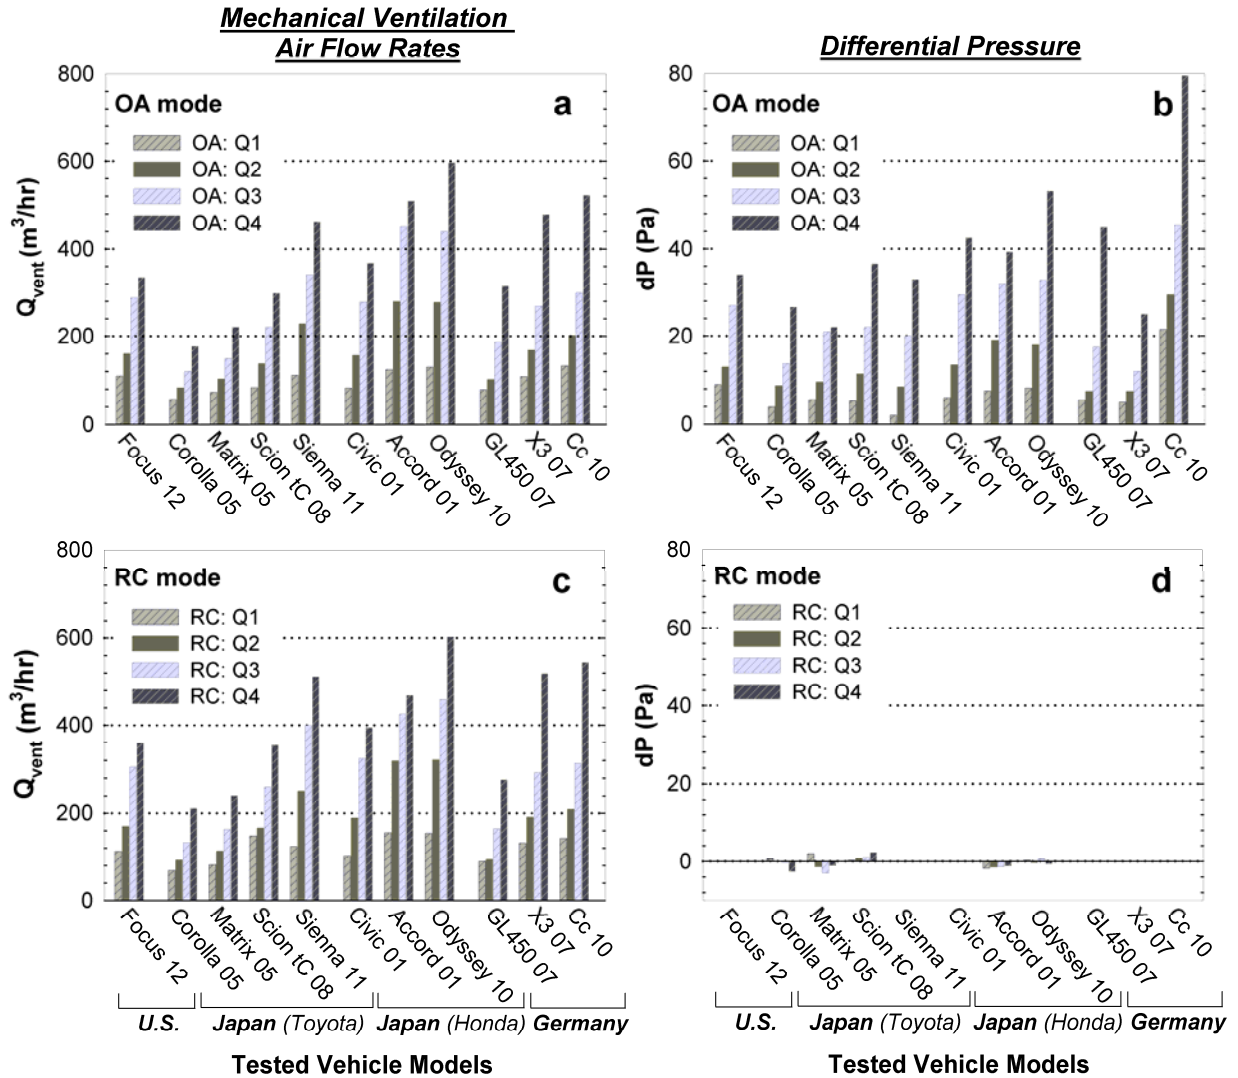 Mechanical Ventilation
Air Flow Rates
Differential Pressure
800
600
400
200
0
Qvent (m3/hr)
OA mode
a
OA: Q1
OA: Q2
OA: Q3
OA: Q4
Focus 12
Corolla 05
Matrix 05
Scion tC 08
Sienna 11
Civic 01
Accord 01
Odyssey 10
GL450 07
X3 07
Cc 10
80
60
40
20
0
dP (Pa)
OA mode
b
OA: Q1
OA: Q2
OA: Q3
OA: Q4
Focus 12
Corolla 05
Matrix 05
Scion tC 08
Sienna 11
Civic 01
Accord 01
Odyssey 10
GL450 07
X3 07
Cc 10
800
600
400
200
0
Qvent (m3/hr)
RC mode
c
RC: Q1
RC: Q2
RC: Q3
RC: Q4
Focus 12
Corolla 05
Matrix 05
Scion tC 08
Sienna 11
Civic 01
Accord 01
Odyssey 10
GL450 07
X3 07
Cc 10
U.S. Japan (Toyota) Japan (Honda) Germany
Tested Vehicle Models
80
60
40
20
0
dP (Pa)
RC mode
d
RC: Q1
RC: Q2
RC: Q3
RC: Q4
Focus 12
Corolla 05
Matrix 05
Scion tC 08
Sienna 11
Civic 01
Accord 01
Odyssey 10
GL450 07
X3 07
Cc 10
U.S. Japan (Toyota) Japan (Honda) Germany
Tested Vehicle Models